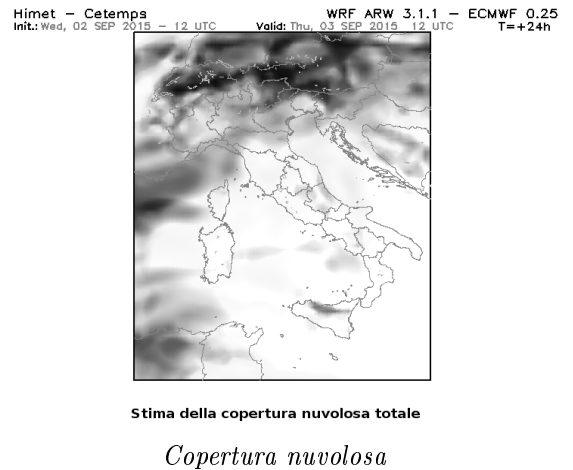 Himet - Cetemps WRF ARW 3.1.1 - ECMWF 0.25
Init.: Wed, 02 SEP 2015 - 12 UTC Valid: Thu, 03 SEP 2015 12 UTC T=+24h
Stima della copertura nuvolosa totale
Copertura nuvolosa